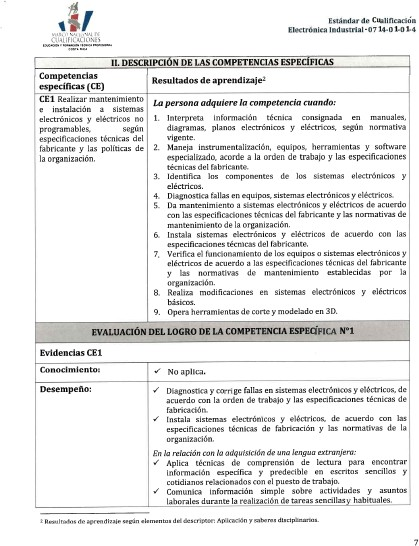 Estándar de Cualificación
MARCO NACIONAL DE
CUALIFICACIONES
EDUCACIÓN Y FORMACIÓN TÉCNICA PROFESIONAL
COSTA RICA
Electrónica Industrial-0714-01-01-4
II. DESCRIPCIÓN DE LAS COMPETENCIAS ESPECÍFICAS
Competencias
específicas (CE)
Resultados de aprendizaje²
CE1 Realizar mantenimiento
e instalación a sistemas
electrónicos y eléctricos no
programables, según
especificaciones técnicas del
fabricante y las políticas de
la organización.
La persona adquiere la competencia cuando:
1. Interpreta información técnica consignada en manuales,
diagramas, planos electrónicos y eléctricos, según normativa
vigente.
2. Maneja instrumentalización, equipos, herramientas y software
especializado, acorde a la orden de trabajo y las especificaciones
técnicas del fabricante.
3. Identifica los componentes de los sistemas electrónicos y
eléctricos.
4. Diagnostica fallas en equipos, sistemas electrónicos y eléctricos.
5. Da mantenimiento a sistemas electrónicos y eléctricos de acuerdo
con las especificaciones técnicas del fabricante y las normativas de
mantenimiento de la organización.
6. Instala sistemas electrónicos y eléctricos de acuerdo con las
especificaciones técnicas del fabricante.
7. Verifica el funcionamiento de los equipos o sistemas electrónicos y
eléctricos de acuerdo a las especificaciones técnicas del fabricante
y las normativas de mantenimiento establecidas por la
organización.
8. Realiza modificaciones en sistemas electrónicos y eléctricos
básicos.
9. Opera herramientas de corte y modelado en 3D.
EVALUACIÓN DEL LOGRO DE LA COMPETENCIA ESPECÍFICA N°1
Evidencias CE1
Conocimiento:
✓ No aplica.
Desempeño:
✓ Diagnostica y corrige fallas en sistemas electrónicos y eléctricos, de
acuerdo con la orden de trabajo y las especificaciones técnicas de
fabricación.
✓ Instala sistemas electrónicos y eléctricos, de acuerdo con las
especificaciones técnicas de fabricación y las normativas de la
organización.
En la relación con la adquisición de una lengua extranjera:
✓ Aplica técnicas de comprensión de lectura para encontrar
información específica y predecible en escritos sencillos y
cotidianos relacionados con el puesto de trabajo.
✓ Comunica información simple sobre actividades y asuntos
laborales durante la realización de tareas sencillas y habituales.
² Resultados de aprendizaje según elementos del descriptor: Aplicación y saberes disciplinarios.
7